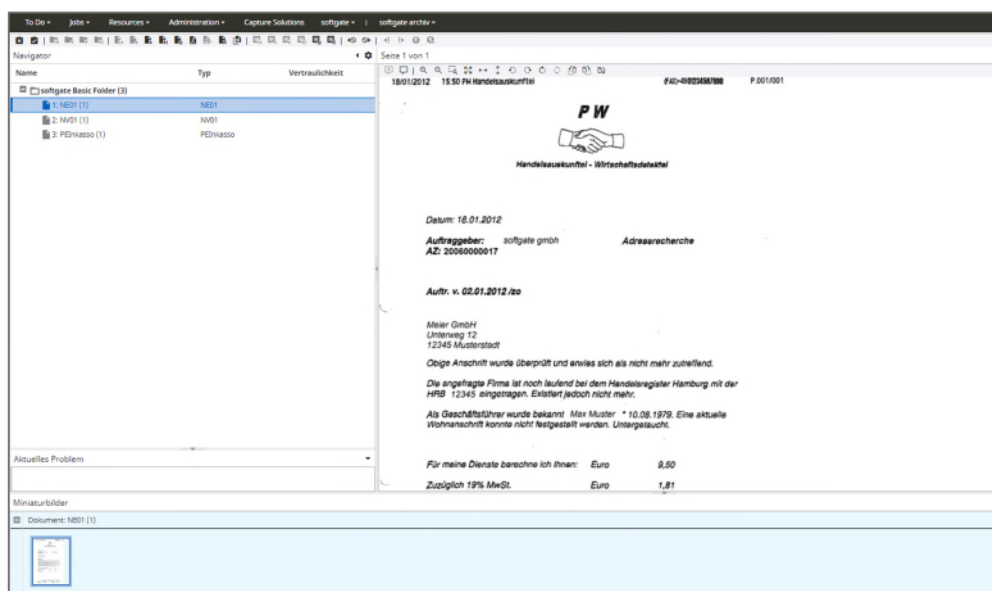 To Do Jobs Resources Administration Capture Solutions softgate softgate archiv
Navigator
Name Typ Vertraulichkeit
softgate Basic Folder (3)
1: NE01 (1) NE01
2: NV01 (1) NV01
3: PEInkasso (1) PEInkasso
Aktuelles Problem
Seite 1 von 1
18/01/2012 15:50 PM Handelsauskunftei P.001/001
PW
Handelsauskunftei - Wirtschaftsdetektei
Datum: 18.01.2012
Auftraggeber: softgate gmbh Adressrecherche
AZ: 20060000017
Auftr. v. 02.01.2012 /zo
Meier GmbH
Unterweg 12
12345 Musterstadt
Obige Anschrift wurde überprüft und erwies sich als nicht mehr zutreffend.
Die angefragte Firma ist noch laufend bei dem Handelsregister Hamburg mit der
HRB 12345 eingetragen. Existiert jedoch nicht mehr.
Als Geschäftsführer wurde bekannt Max Muster * 10.08.1979. Eine aktuelle
Wohnanschrift konnte nicht festgestellt werden. Untergetaucht.
Für meine Dienste berechne ich Ihnen: Euro 9,50
Zuzüglich 19% MwSt. Euro 1,81
Miniaturbilder
Dokument: NE01 (1)